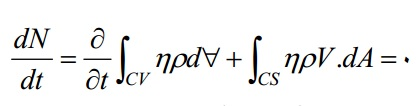 dN/dt = ∂/∂t ∫_CV ηρd∀ + ∫_CS ηρV.dA =